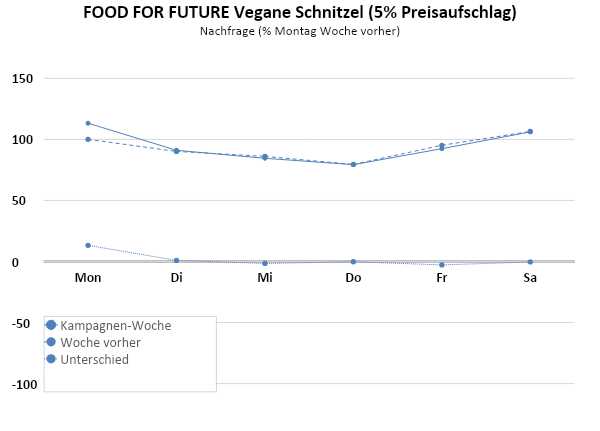 FOOD FOR FUTURE Vegane Schnitzel (5% Preisaufschlag)
Nachfrage (% Montag Woche vorher)
150
100
50
0
Mon Di Mi Do Fr Sa
-50
Kampagnen-Woche
Woche vorher
Unterschied
-100